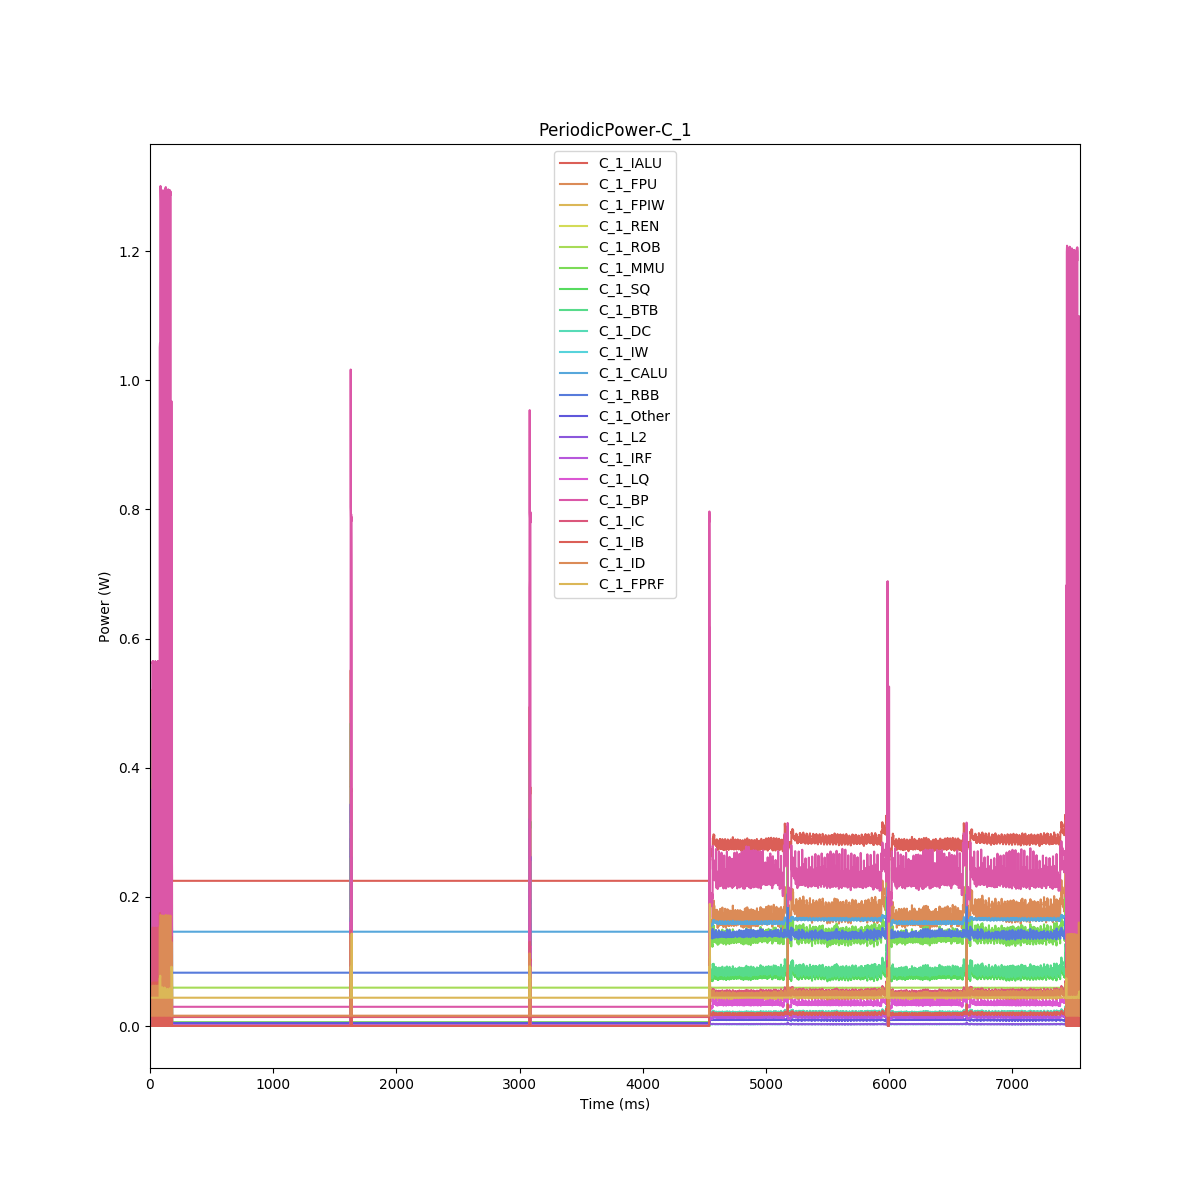 PeriodicPower-C_1
C_1_IALU
C_1_FPU
C_1_FPIW
C_1_REN
C_1_ROB
C_1_MMU
C_1_SQ
C_1_BTB
C_1_DC
C_1_IW
C_1_CALU
C_1_RBB
C_1_Other
C_1_L2
C_1_IRF
C_1_LQ
C_1_BP
C_1_IC
C_1_IB
C_1_ID
C_1_FPRF
1.2
1.0
0.8
0.6
0.4
0.2
0.0
Power (W)
0 1000 2000 3000 4000 5000 6000 7000
Time (ms)